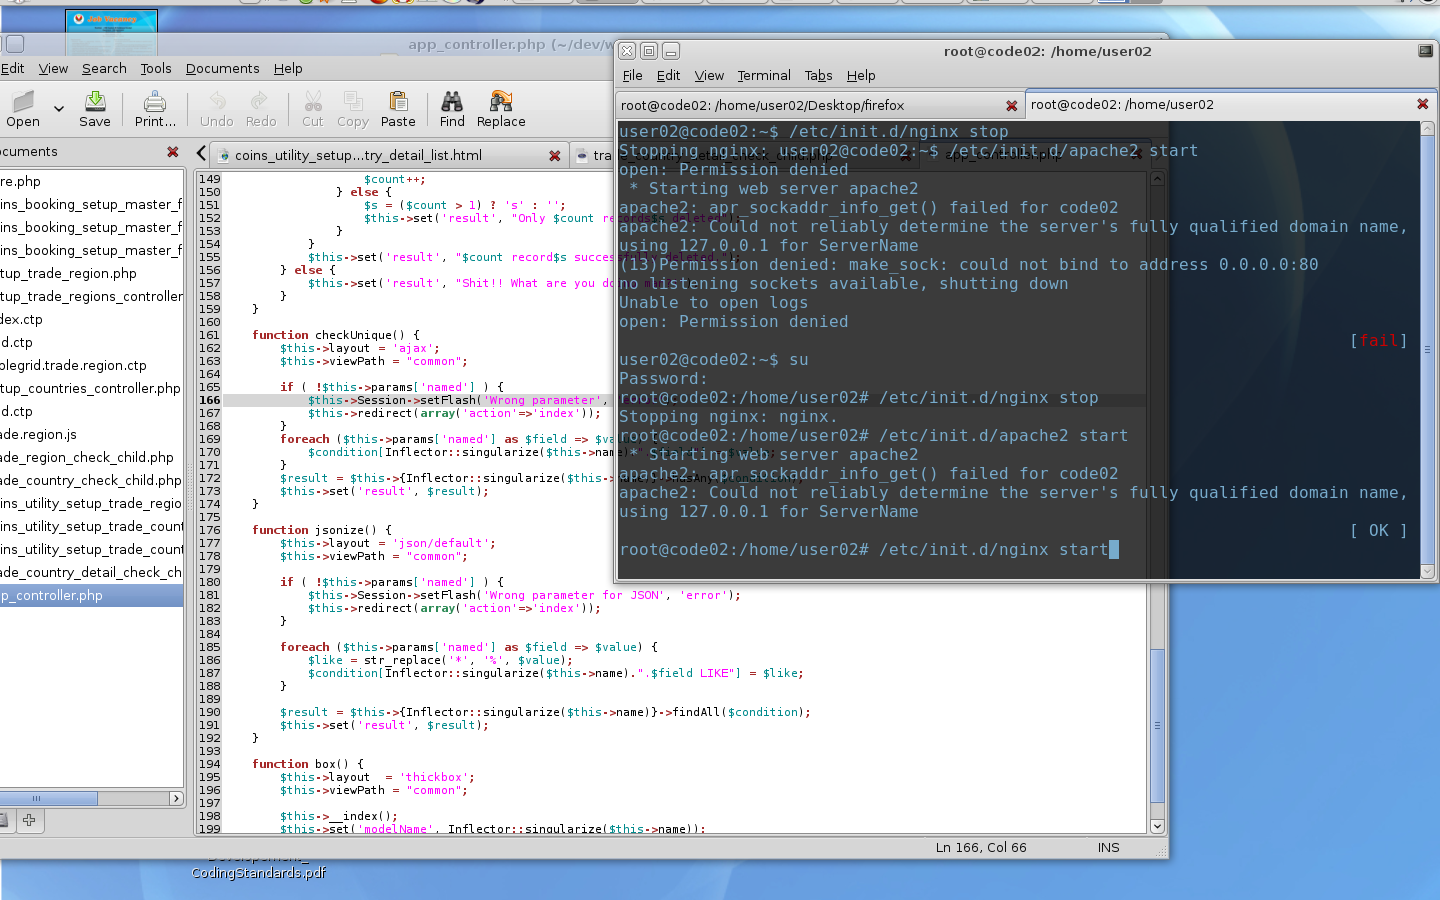 Job Vacancy
app_controller.php (~/dev/w
Edit View Search Tools Documents Help
Open Save Print... Undo Redo Cut Copy Paste Find Replace
cuments
coins_utility_setup...try_detail_list.html
re.php
ins_booking_setup_master_f
ins_booking_setup_master_f
ins_booking_setup_master_f
tup_trade_region.php
tup_trade_regions_controller
dex.ctp
d.ctp
plegrid.trade.region.ctp
tup_countries_controller.php
d.ctp
ade.region.js
ade_region_check_child.php
ade_country_check_child.php
ins_utility_setup_trade_regio
ins_utility_setup_trade_count
ins_utility_setup_trade_count
ade_country_detail_check_ch
p_controller.php
149 $count++;
150 } else {
151 $s = ($count > 1) ? 's' : '';
152 $this->set('result', "Only $count record$s deleted");
153 }
154 }
155 $this->set('result', "$count record$s successfully deleted.");
156 } else {
157 $this->set('result', "Shit!! What are you do
158 }
159 }
160
161 function checkUnique() {
162 $this->layout = 'ajax';
163 $this->viewPath = "common";
164
165 if ( !$this->params['named'] ) {
166 $this->Session->setFlash('Wrong parameter',
167 $this->redirect(array('action'=>'index'));
168 }
169 foreach ($this->params['named'] as $field => $va
170 $condition[Inflector::singularize($this->name)
171 }
172 $result = $this->{Inflector::singularize($this->
173 $this->set('result', $result);
174 }
175
176 function jsonize() {
177 $this->layout = 'json/default';
178 $this->viewPath = "common";
179
180 if ( !$this->params['named'] ) {
181 $this->Session->setFlash('Wrong parameter for JSON', 'error');
182 $this->redirect(array('action'=>'index'));
183 }
184
185 foreach ($this->params['named'] as $field => $value) {
186 $like = str_replace('*', '%', $value);
187 $condition[Inflector::singularize($this->name).".$field LIKE"] = $like;
188 }
189
190 $result = $this->{Inflector::singularize($this->name)}->findAll($condition);
191 $this->set('result', $result);
192 }
193
194 function box() {
195 $this->layout = 'thickbox';
196 $this->viewPath = "common";
197
198 $this->__index();
199 $this->set('modelName', Inflector::singularize($this->name));
Ln 166, Col 66 INS
CodingStandards.pdf
root@code02: /home/user02
File Edit View Terminal Tabs Help
root@code02: /home/user02/Desktop/firefox
root@code02: /home/user02
user02@code02:~$ /etc/init.d/nginx stop
Stopping nginx: user02@code02:~$ /etc/init.d/apache2 start
open: Permission denied
* Starting web server apache2
apache2: apr_sockaddr_info_get() failed for code02
apache2: Could not reliably determine the server's fully qualified domain name,
using 127.0.0.1 for ServerName
(13)Permission denied: make_sock: could not bind to address 0.0.0.0:80
no listening sockets available, shutting down
Unable to open logs
open: Permission denied
[fail]
user02@code02:~$ su
Password:
root@code02:/home/user02# /etc/init.d/nginx stop
Stopping nginx: nginx.
root@code02:/home/user02# /etc/init.d/apache2 start
* Starting web server apache2
apache2: apr_sockaddr_info_get() failed for code02
apache2: Could not reliably determine the server's fully qualified domain name,
using 127.0.0.1 for ServerName
[ OK ]
root@code02:/home/user02# /etc/init.d/nginx start